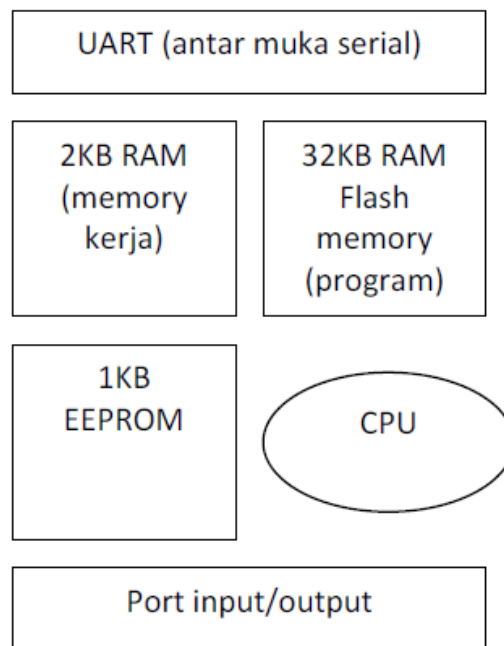 UART (antar muka serial)
2KB RAM
(memory
kerja)
32KB RAM
Flash
memory
(program)
1KB
EEPROM
CPU
Port input/output